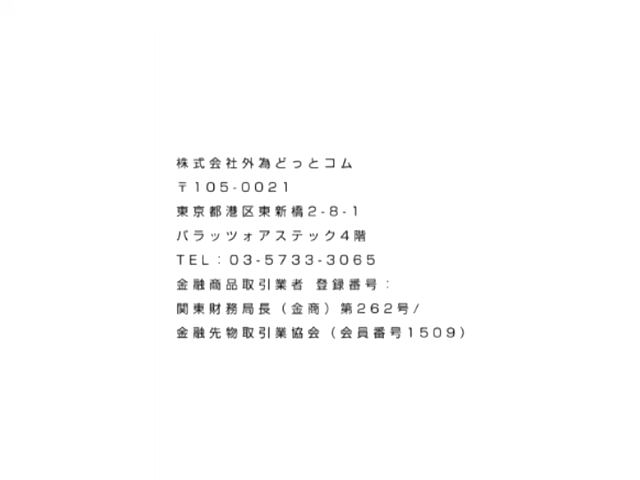 株式会社外為どっとコム
〒105-0021
東京都港区東新橋2-8-1
パラッツォアステック4階
TEL：03-5733-3065
金融商品取引業者 登録番号：
関東財務局長（金商）第262号/
金融先物取引業協会（会員番号1509）